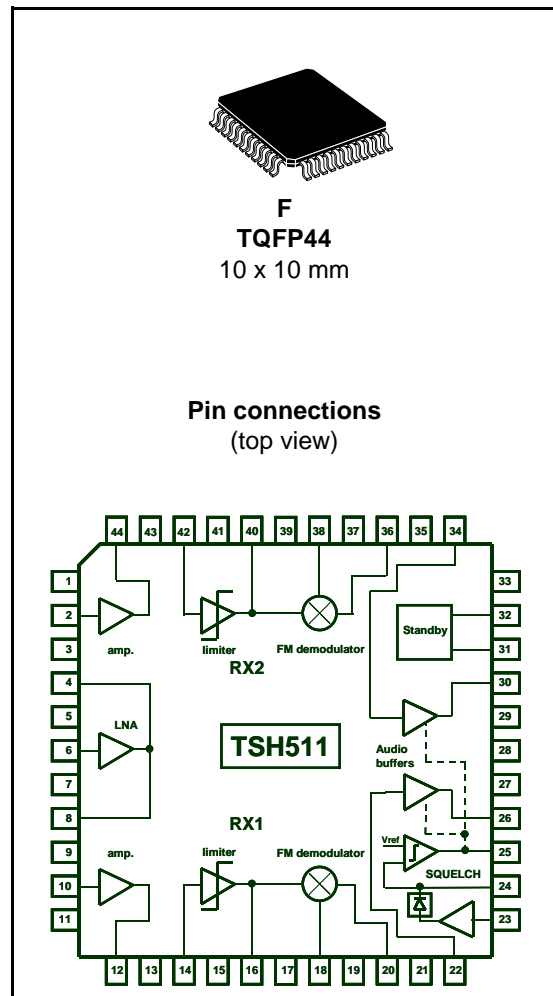 F
TQFP44
10 x 10 mm
Pin connections
(top view)
44 43 42 41 40 39 38 37 36 35 34
1
2
3
4
5
6
7
8
9
10
11
amp.
limiter
FM demodulator
RX2
LNA
TSH511
RX1
amp.
limiter
FM demodulator
Standby
Audio
buffers
Vref
SQUELCH
33
32
31
30
29
28
27
26
25
24
23
12 13 14 15 16 17 18 19 20 21 22